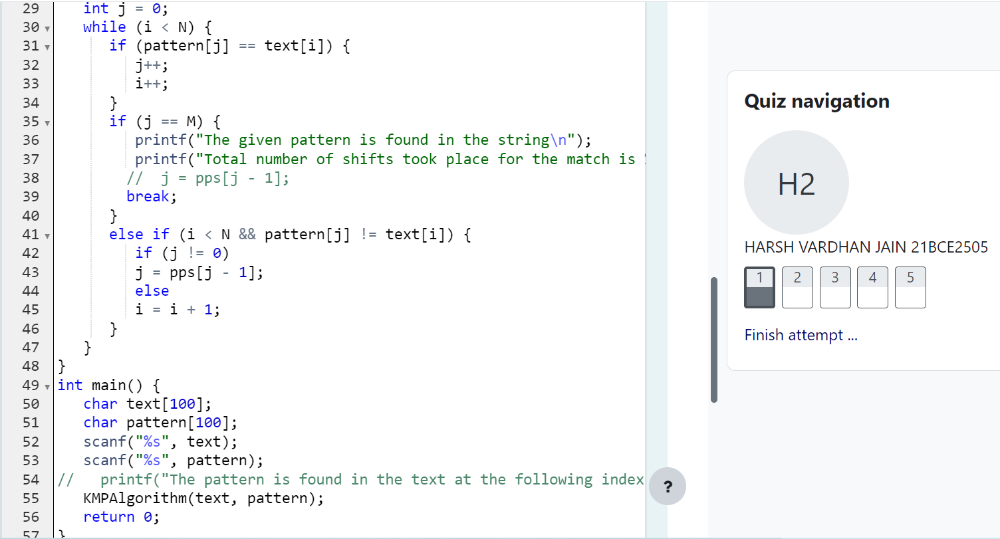 29 int j = 0;
30 while (i < N) {
31 if (pattern[j] == text[i]) {
32 j++;
33 i++;
34 }
35 if (j == M) {
36 printf("The given pattern is found in the string\n");
37 printf("Total number of shifts took place for the match is
38 // j = pps[j - 1];
39 break;
40 }
41 else if (i < N && pattern[j] != text[i]) {
42 if (j != 0)
43 j = pps[j - 1];
44 else
45 i = i + 1;
46 }
47 }
48 }
49 int main() {
50 char text[100];
51 char pattern[100];
52 scanf("%s", text);
53 scanf("%s", pattern);
54 // printf("The pattern is found in the text at the following index
55 KMPAlgorithm(text, pattern);
56 return 0;
57 }
?
Quiz navigation
H2
HARSH VARDHAN JAIN 21BCE2505
1 2 3 4 5
Finish attempt ...